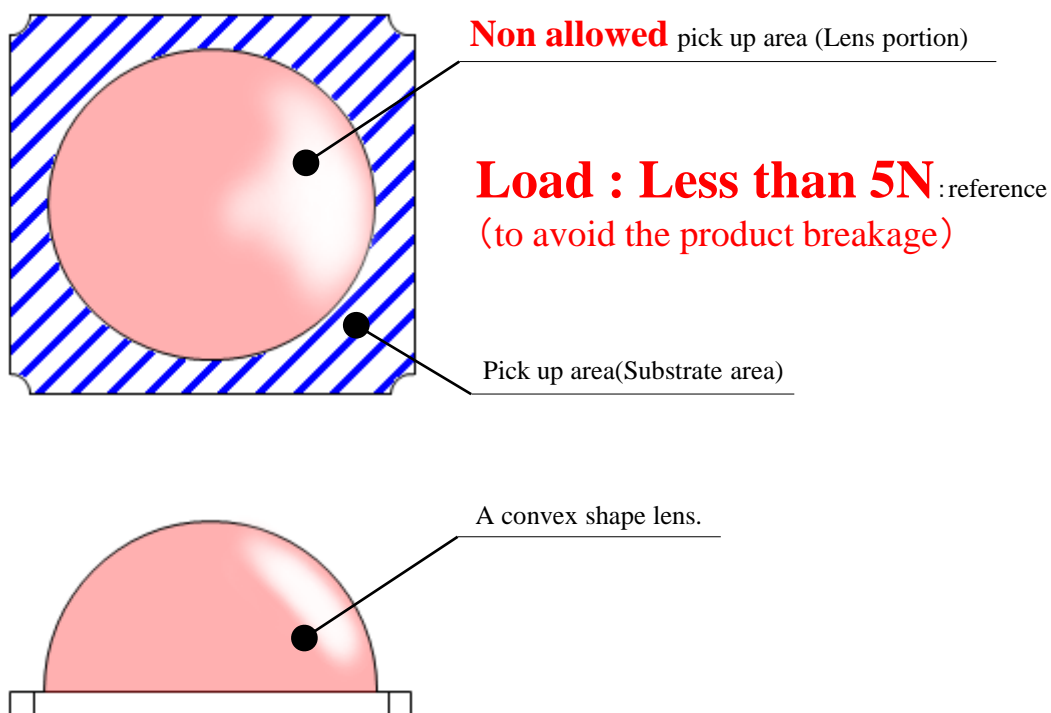 Non allowed pick up area (Lens portion)
Load : Less than 5N : reference
（to avoid the product breakage）
Pick up area(Substrate area)
A convex shape lens.